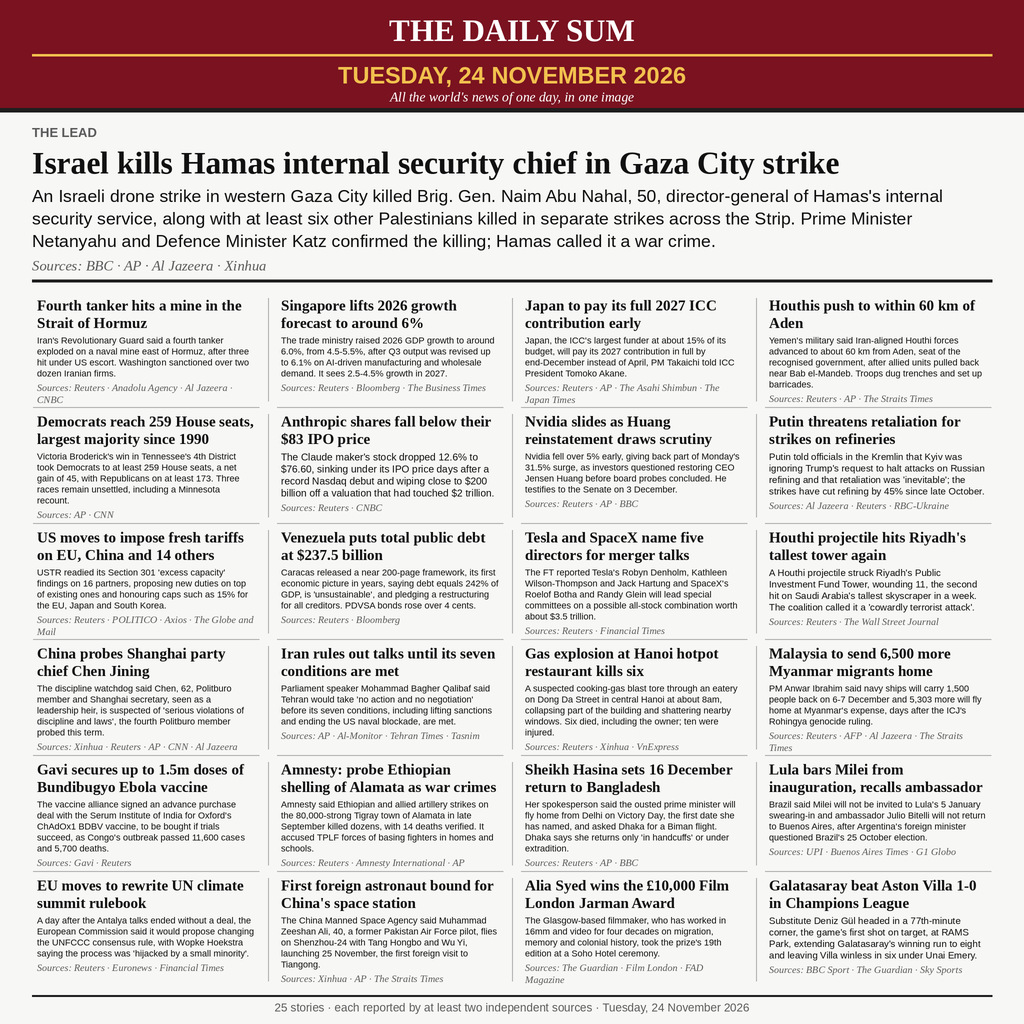 THE DAILY SUM
TUESDAY, 24 NOVEMBER 2026
All the world's news of one day, in one image
THE LEAD
Israel kills Hamas internal security chief in Gaza City strike
An Israeli drone strike in western Gaza City killed Brig. Gen. Naim Abu Nahal, 50, director-general of Hamas's internal
security service, along with at least six other Palestinians killed in separate strikes across the Strip. Prime Minister
Netanyahu and Defence Minister Katz confirmed the killing; Hamas called it a war crime.
Sources: BBC · AP · Al Jazeera · Xinhua
Fourth tanker hits a mine in the
Strait of Hormuz
Iran's Revolutionary Guard said a fourth tanker
exploded on a naval mine east of Hormuz, after three
hit under US escort. Washington sanctioned over two
dozen Iranian firms.
Sources: Reuters · Anadolu Agency · Al Jazeera ·
CNBC
Singapore lifts 2026 growth
forecast to around 6%
The trade ministry raised 2026 GDP growth to around
6.0%, from 4.5-5.5%, after Q3 output was revised up
to 6.1% on AI-driven manufacturing and wholesale
demand. It sees 2.5-4.5% growth in 2027.
Sources: Reuters · Bloomberg · The Business Times
Japan to pay its full 2027 ICC
contribution early
Japan, the ICC's largest funder at about 15% of its
budget, will pay its 2027 contribution in full by
end-December instead of April, PM Takaichi told ICC
President Tomoko Akane.
Sources: Reuters · AP · The Asahi Shimbun · The
Japan Times
Houthis push to within 60 km of
Aden
Yemen's military said Iran-aligned Houthi forces
advanced to about 60 km from Aden, seat of the
recognised government, after allied units pulled back
near Bab el-Mandeb. Troops dug trenches and set up
barricades.
Sources: Reuters · AP · The Straits Times
Democrats reach 259 House seats,
largest majority since 1990
Victoria Broderick's win in Tennessee's 4th District
took Democrats to at least 259 House seats, a net
gain of 45, with Republicans on at least 173. Three
races remain unsettled, including a Minnesota
recount.
Sources: AP · CNN
Anthropic shares fall below their
$83 IPO price
The Claude maker's stock dropped 12.6% to
$76.60, sinking under its IPO price days after a
record Nasdaq debut and wiping close to $200
billion off a valuation that had touched $2 trillion.
Sources: Reuters · CNBC
Nvidia slides as Huang
reinstatement draws scrutiny
Nvidia fell over 5% early, giving back part of Monday's
31.5% surge, as investors questioned restoring CEO
Jensen Huang before board probes concluded. He
testifies to the Senate on 3 December.
Sources: Reuters · AP · BBC
Putin threatens retaliation for
strikes on refineries
Putin told officials in the Kremlin that Kyiv was
ignoring Trump's request to halt attacks on Russian
refining and that retaliation was 'inevitable'; the
strikes have cut refining by 45% since late October.
Sources: Al Jazeera · Reuters · RBC-Ukraine
US moves to impose fresh tariffs
on EU, China and 14 others
USTR readied its Section 301 'excess capacity'
findings on 16 partners, proposing new duties on top
of existing ones and honouring caps such as 15% for
the EU, Japan and South Korea.
Sources: Reuters · POLITICO · Axios · The Globe and
Mail
Venezuela puts total public debt
at $237.5 billion
Caracas released a near 200-page framework, its first
economic picture in years, saying debt equals 242% of
GDP, is 'unsustainable', and pledging a restructuring
for all creditors. PDVSA bonds rose over 4 cents.
Sources: Reuters · Bloomberg
Tesla and SpaceX name five
directors for merger talks
The FT reported Tesla's Robyn Denholm, Kathleen
Wilson-Thompson and Jack Hartung and SpaceX's
Roelof Botha and Randy Glein will lead special
committees on a possible all-stock combination worth
about $3.5 trillion.
Sources: Reuters · Financial Times
Houthi projectile hits Riyadh's
tallest tower again
A Houthi projectile struck Riyadh's Public
Investment Fund Tower, wounding 11, the second
hit on Saudi Arabia's tallest skyscraper in a week.
The coalition called it a 'cowardly terrorist attack'.
Sources: Reuters · The Wall Street Journal
China probes Shanghai party
chief Chen Jining
The discipline watchdog said Chen, 62, Politburo
member and Shanghai secretary, seen as a
leadership heir, is suspected of 'serious violations of
discipline and laws', the fourth Politburo member
probed this term.
Sources: Xinhua · Reuters · AP · CNN · Al Jazeera
Iran rules out talks until its seven
conditions are met
Parliament speaker Mohammad Bagher Qalibaf said
Tehran would take 'no action and no negotiation'
before its seven conditions, including lifting sanctions
and ending the US naval blockade, are met.
Sources: AP · Al-Monitor · Tehran Times · Tasnim
Gas explosion at Hanoi hotpot
restaurant kills six
A suspected cooking-gas blast tore through an eatery
on Dong Da Street in central Hanoi at about 8am,
collapsing part of the building and shattering nearby
windows. Six died, including the owner; ten were
injured.
Sources: Reuters · Xinhua · VnExpress
Malaysia to send 6,500 more
Myanmar migrants home
PM Anwar Ibrahim said navy ships will carry 1,500
people back on 6-7 December and 5,303 more will fly
home at Myanmar's expense, days after the ICJ's
Rohingya genocide ruling.
Sources: Reuters · AFP · Al Jazeera · The Straits
Times
Gavi secures up to 1.5m doses of
Bundibugyo Ebola vaccine
The vaccine alliance signed an advance purchase
deal with the Serum Institute of India for Oxford's
ChAdOx1 BDBV vaccine, to be bought if trials
succeed, as Congo's outbreak passed 11,600 cases
and 5,700 deaths.
Sources: Gavi · Reuters
Amnesty: probe Ethiopian
shelling of Alamata as war crimes
Amnesty said Ethiopian and allied artillery strikes on
the 80,000-strong Tigray town of Alamata in late
September killed dozens, with 14 deaths verified. It
accused TPLF forces of basing fighters in homes and
schools.
Sources: Reuters · Amnesty International · AP
Sheikh Hasina sets 16 December
return to Bangladesh
Her spokesperson said the ousted prime minister will
fly home from Delhi on Victory Day, the first date she
has named, and asked Dhaka for a Biman flight.
Dhaka says she returns only 'in handcuffs' or under
extradition.
Sources: Reuters · AP · BBC
Lula bars Milei from
inauguration, recalls ambassador
Brazil said Milei will not be invited to Lula's 5 January
swearing-in and ambassador Julio Bitelli will not return
to Buenos Aires, after Argentina's foreign minister
questioned Brazil's 25 October election.
Sources: UPI · Buenos Aires Times · G1 Globo
EU moves to rewrite UN climate
summit rulebook
A day after the Antalya talks ended without a deal, the
European Commission said it would propose changing
the UNFCCC consensus rule, with Wopke Hoekstra
saying the process was 'hijacked by a small minority'.
Sources: Reuters · Euronews · Financial Times
First foreign astronaut bound for
China's space station
The China Manned Space Agency said Muhammad
Zeeshan Ali, 40, a former Pakistan Air Force pilot, flies
on Shenzhou-24 with Tang Hongbo and Wu Yi,
launching 25 November, the first foreign visit to
Tiangong.
Sources: Xinhua · AP · The Straits Times
Alia Syed wins the £10,000 Film
London Jarman Award
The Glasgow-based filmmaker, who has worked in
16mm and video for four decades on migration,
memory and colonial history, took the prize's 19th
edition at a Soho Hotel ceremony.
Sources: The Guardian · Film London · FAD
Magazine
Galatasaray beat Aston Villa 1-0
in Champions League
Substitute Deniz Gül headed in a 77th-minute
corner, the game's first shot on target, at RAMS
Park, extending Galatasaray's winning run to eight
and leaving Villa winless in six under Unai Emery.
Sources: BBC Sport · The Guardian · Sky Sports
25 stories · each reported by at least two independent sources · Tuesday, 24 November 2026